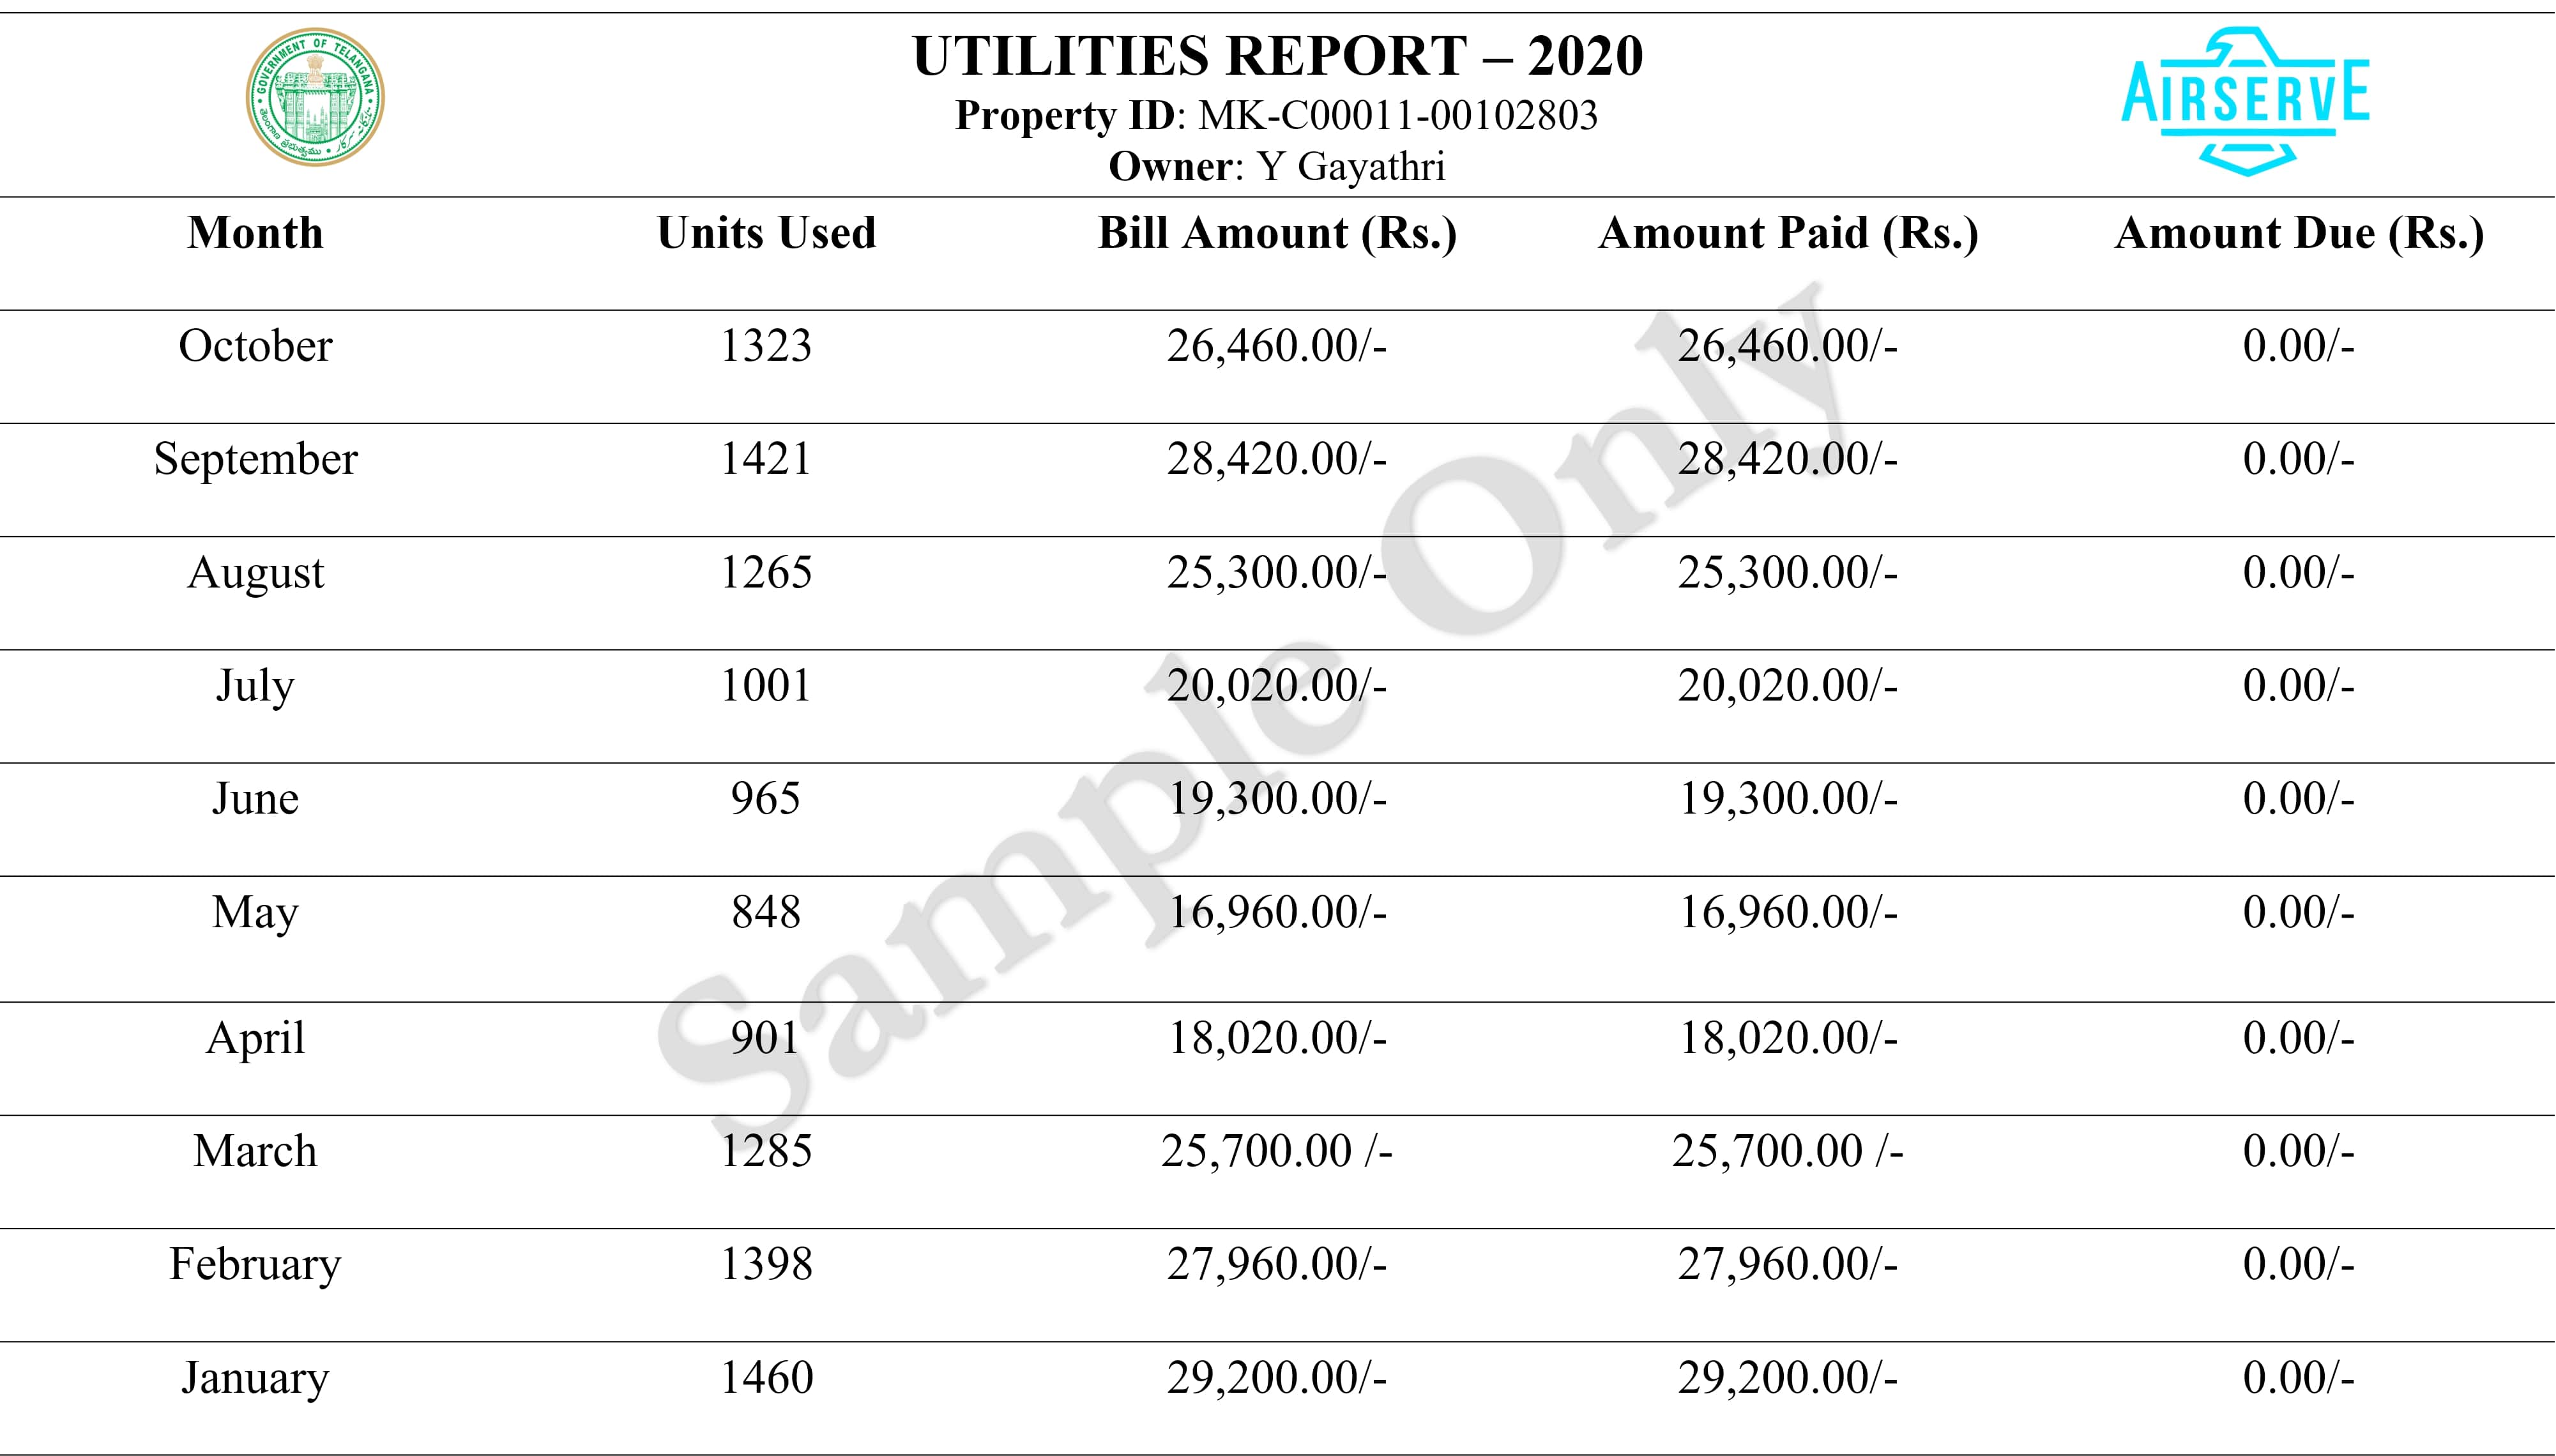 GOVERNMENT OF TELANGANA
తెలంగాణ ప్రభుత్వము
UTILITIES REPORT – 2020
Property ID: MK-C00011-00102803
Owner: Y Gayathri
AIRSERVE
Month Units Used Bill Amount (Rs.) Amount Paid (Rs.) Amount Due (Rs.)
October 1323 26,460.00/- 26,460.00/- 0.00/-
September 1421 28,420.00/- 28,420.00/- 0.00/-
August 1265 25,300.00/- 25,300.00/- 0.00/-
July 1001 20,020.00/- 20,020.00/- 0.00/-
June 965 19,300.00/- 19,300.00/- 0.00/-
May 848 16,960.00/- 16,960.00/- 0.00/-
April 901 18,020.00/- 18,020.00/- 0.00/-
March 1285 25,700.00 /- 25,700.00 /- 0.00/-
February 1398 27,960.00/- 27,960.00/- 0.00/-
January 1460 29,200.00/- 29,200.00/- 0.00/-
Sample Only